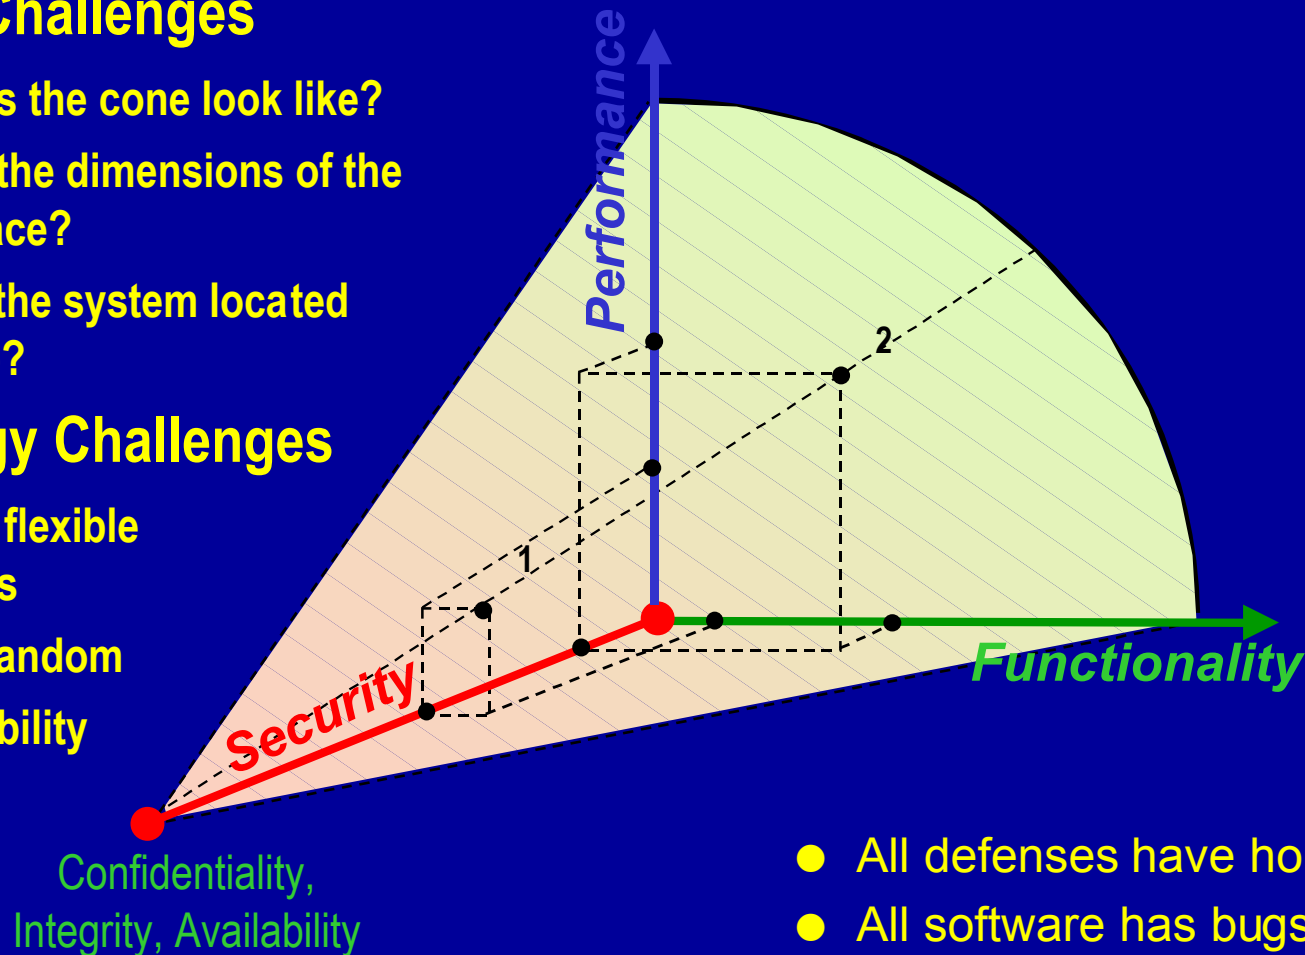 Challenges
s the cone look like?
the dimensions of the
ace?
the system located
?
gy Challenges
flexible
s
andom
bility
Performance
2
1
Security
Functionality
Confidentiality,
Integrity, Availability
All defenses have ho
All software has bugs